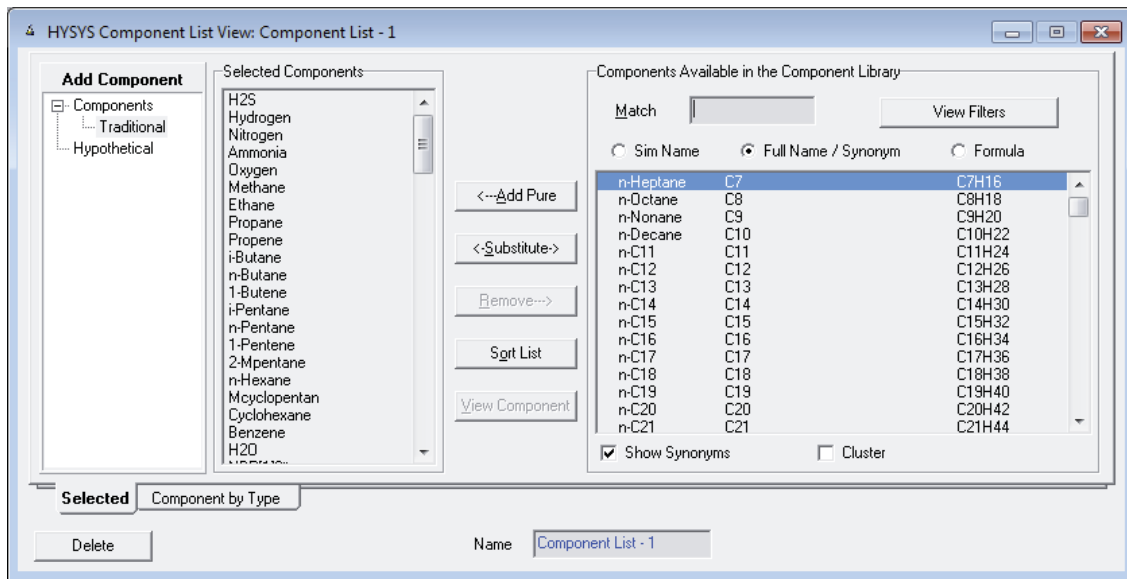 HYSYS Component List View: Component List - 1
Add Component
Components
Traditional
Hypothetical
Selected Components
H2S
Hydrogen
Nitrogen
Ammonia
Oxygen
Methane
Ethane
Propane
Propene
i-Butane
n-Butane
1-Butene
i-Pentane
n-Pentane
1-Pentene
2-Mpentane
n-Hexane
Mcyclopentan
Cyclohexane
Benzene
H2O
<---Add Pure
<-Substitute->
Remove--->
Sort List
View Component
Components Available in the Component Library
Match
View Filters
Sim Name Full Name / Synonym Formula
n-Heptane C7 C7H16
n-Octane C8 C8H18
n-Nonane C9 C9H20
n-Decane C10 C10H22
n-C11 C11 C11H24
n-C12 C12 C12H26
n-C13 C13 C13H28
n-C14 C14 C14H30
n-C15 C15 C15H32
n-C16 C16 C16H34
n-C17 C17 C17H36
n-C18 C18 C18H38
n-C19 C19 C19H40
n-C20 C20 C20H42
n-C21 C21 C21H44
Show Synonyms Cluster
Selected Component by Type
Delete Name Component List - 1